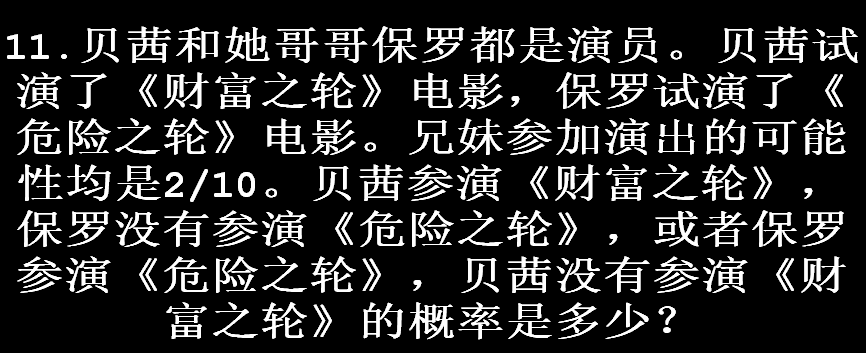 11.贝茜和她哥哥保罗都是演员。贝茜试
演了《财富之轮》电影，保罗试演了《
危险之轮》电影。兄妹参加演出的可能
性均是2/10。贝茜参演《财富之轮》，
保罗没有参演《危险之轮》，或者保罗
参演《危险之轮》，贝茜没有参演《财
富之轮》的概率是多少？